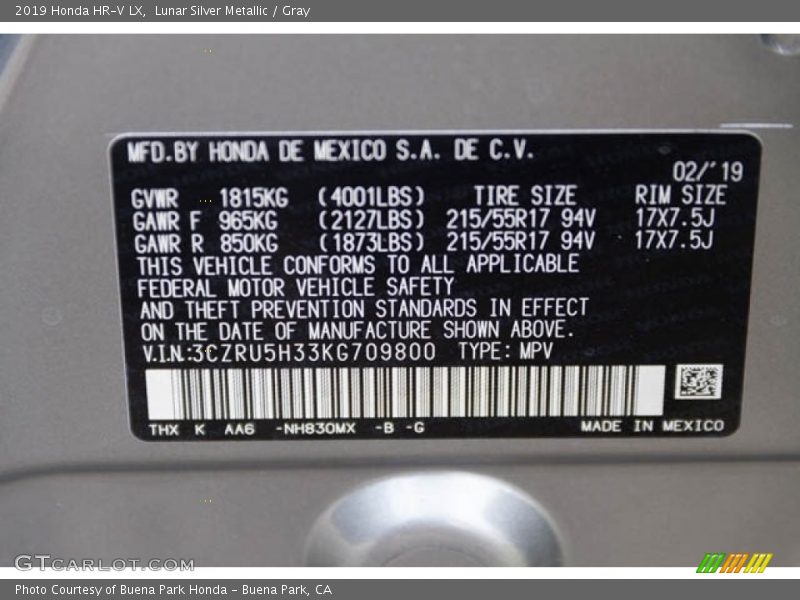 2019 Honda HR-V LX, Lunar Silver Metallic / Gray
MFD.BY HONDA DE MEXICO S.A. DE C.V.
02/'19
GVWR 1815KG (4001LBS) TIRE SIZE RIM SIZE
GAWR F 965KG (2127LBS) 215/55R17 94V 17X7.5J
GAWR R 850KG (1873LBS) 215/55R17 94V 17X7.5J
THIS VEHICLE CONFORMS TO ALL APPLICABLE
FEDERAL MOTOR VEHICLE SAFETY
AND THEFT PREVENTION STANDARDS IN EFFECT
ON THE DATE OF MANUFACTURE SHOWN ABOVE.
V.I.N:3CZRU5H33KG709800 TYPE: MPV
THX K AA6 -NH830MX -B -G MADE IN MEXICO
GTCARLOT.COM
Photo Courtesy of Buena Park Honda - Buena Park, CA